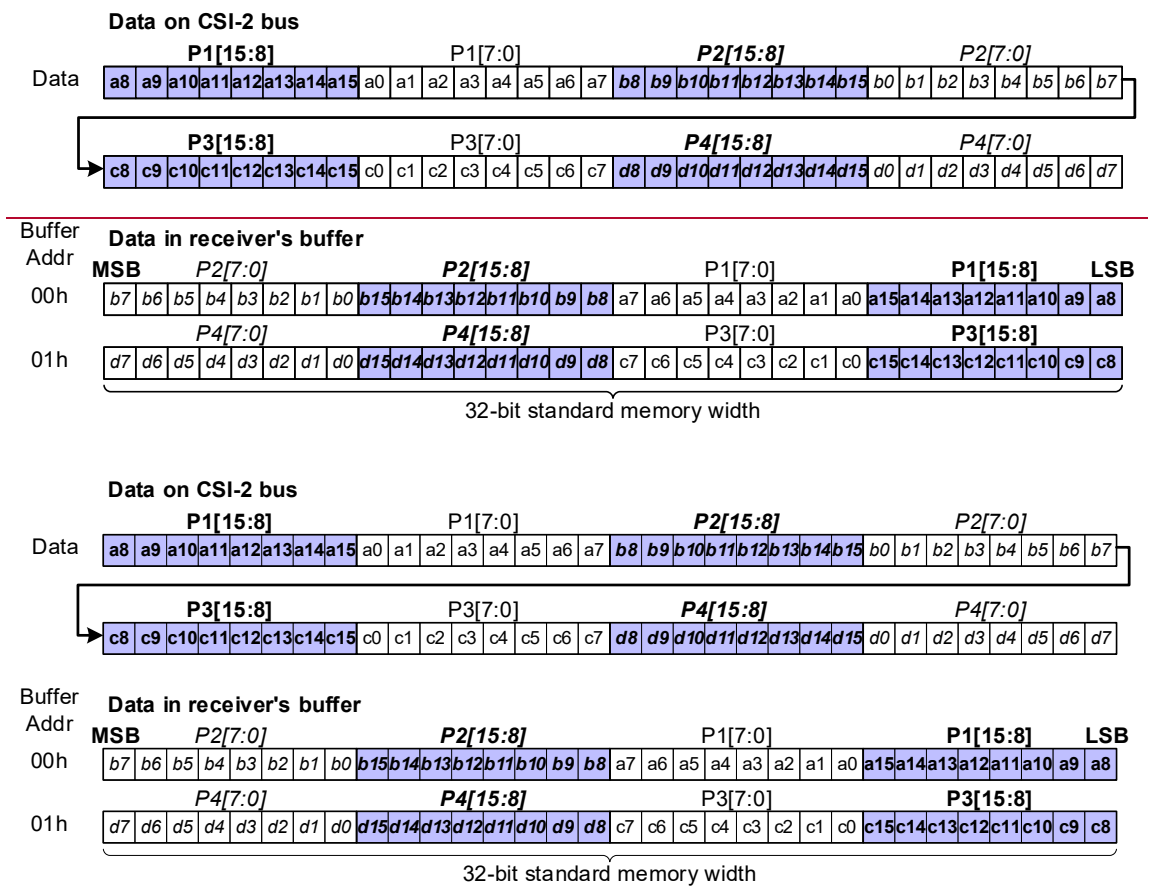 Data on CSI-2 bus
P1[15:8] P1[7:0] P2[15:8] P2[7:0]
Data a8 a9 a10 a11 a12 a13 a14 a15 a0 a1 a2 a3 a4 a5 a6 a7 b8 b9 b10 b11 b12 b13 b14 b15 b0 b1 b2 b3 b4 b5 b6 b7
P3[15:8] P3[7:0] P4[15:8] P4[7:0]
c8 c9 c10 c11 c12 c13 c14 c15 c0 c1 c2 c3 c4 c5 c6 c7 d8 d9 d10 d11 d12 d13 d14 d15 d0 d1 d2 d3 d4 d5 d6 d7
Buffer Addr Data in receiver's buffer
MSB P2[7:0] P2[15:8] P1[7:0] P1[15:8] LSB
00h b7 b6 b5 b4 b3 b2 b1 b0 b15 b14 b13 b12 b11 b10 b9 b8 a7 a6 a5 a4 a3 a2 a1 a0 a15 a14 a13 a12 a11 a10 a9 a8
P4[7:0] P4[15:8] P3[7:0] P3[15:8]
01h d7 d6 d5 d4 d3 d2 d1 d0 d15 d14 d13 d12 d11 d10 d9 d8 c7 c6 c5 c4 c3 c2 c1 c0 c15 c14 c13 c12 c11 c10 c9 c8
32-bit standard memory width
Data on CSI-2 bus
P1[15:8] P1[7:0] P2[15:8] P2[7:0]
Data a8 a9 a10 a11 a12 a13 a14 a15 a0 a1 a2 a3 a4 a5 a6 a7 b8 b9 b10 b11 b12 b13 b14 b15 b0 b1 b2 b3 b4 b5 b6 b7
P3[15:8] P3[7:0] P4[15:8] P4[7:0]
c8 c9 c10 c11 c12 c13 c14 c15 c0 c1 c2 c3 c4 c5 c6 c7 d8 d9 d10 d11 d12 d13 d14 d15 d0 d1 d2 d3 d4 d5 d6 d7
Buffer Addr Data in receiver's buffer
MSB P2[7:0] P2[15:8] P1[7:0] P1[15:8] LSB
00h b7 b6 b5 b4 b3 b2 b1 b0 b15 b14 b13 b12 b11 b10 b9 b8 a7 a6 a5 a4 a3 a2 a1 a0 a15 a14 a13 a12 a11 a10 a9 a8
P4[7:0] P4[15:8] P3[7:0] P3[15:8]
01h d7 d6 d5 d4 d3 d2 d1 d0 d15 d14 d13 d12 d11 d10 d9 d8 c7 c6 c5 c4 c3 c2 c1 c0 c15 c14 c13 c12 c11 c10 c9 c8
32-bit standard memory width